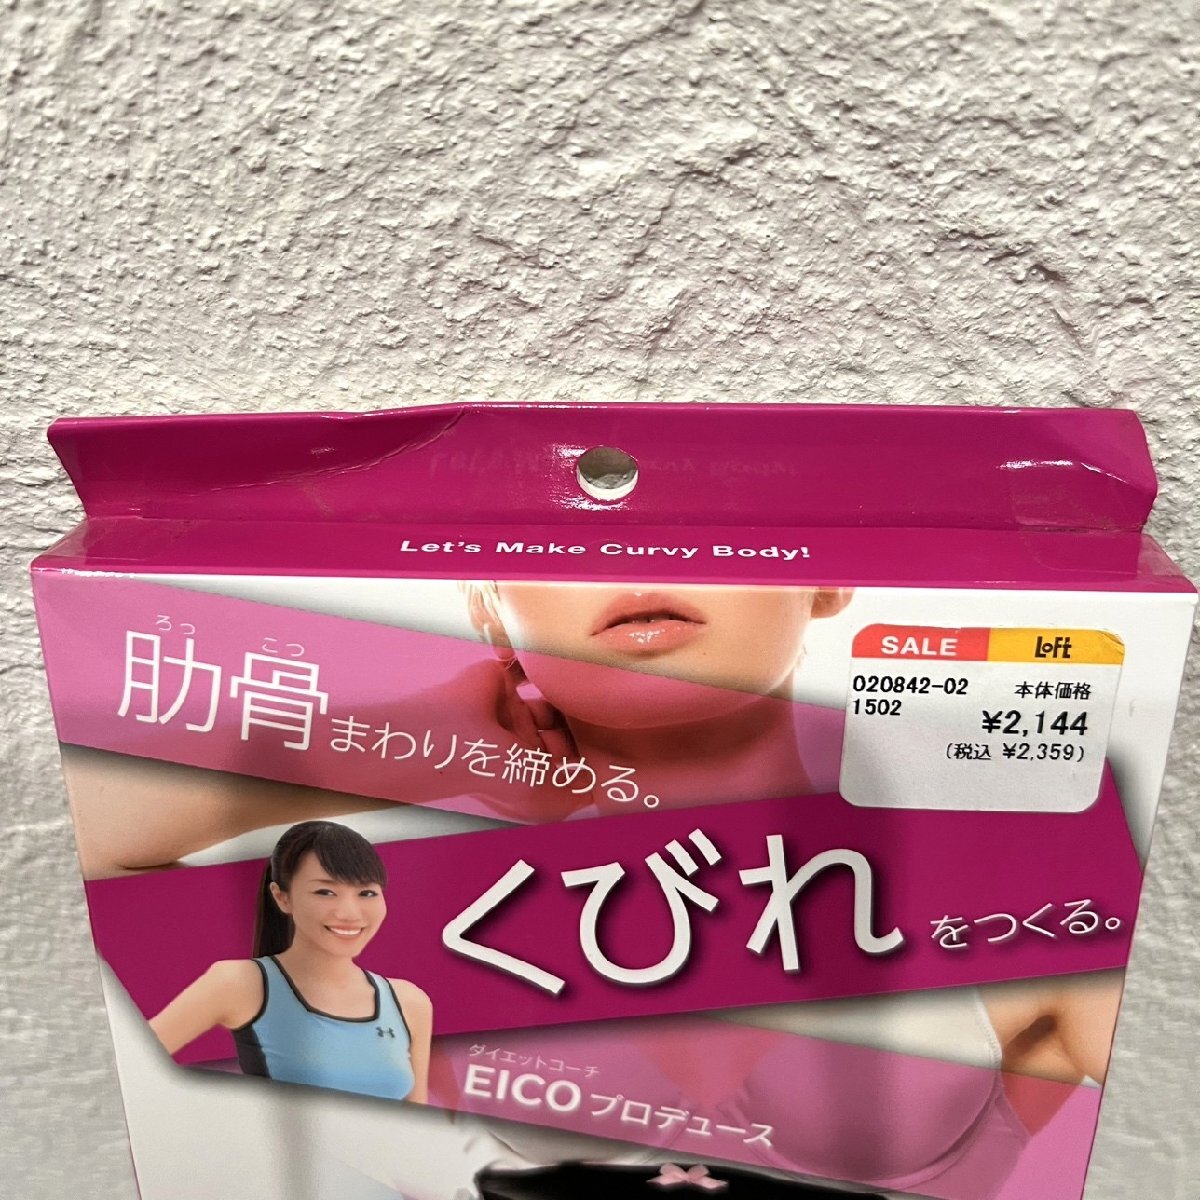 Let's Make Curvy Body!
ろっ こつ
肋骨まわりを締める。
SALE LOFT
020842-02 本体価格
1502 ¥2,144
(税込 ¥2,359)
くびれをつくる。
ダイエットコーチ
EICOプロデュース